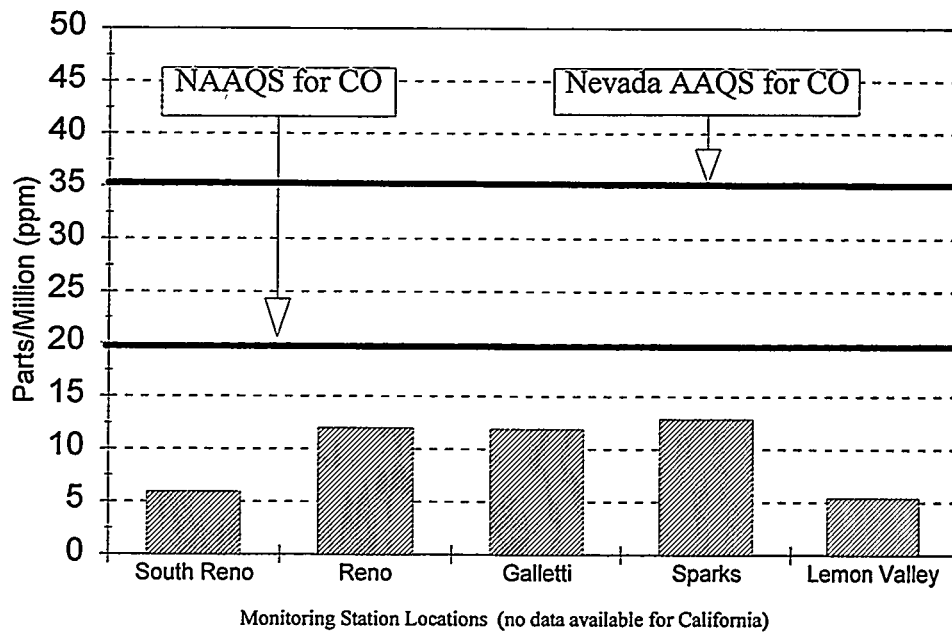 50
45
40
35
30
25
20
15
10
5
0
Parts/Million (ppm)
NAAQS for CO
Nevada AAQS for CO
South Reno
Reno
Galletti
Sparks
Lemon Valley
Monitoring Station Locations (no data available for California)